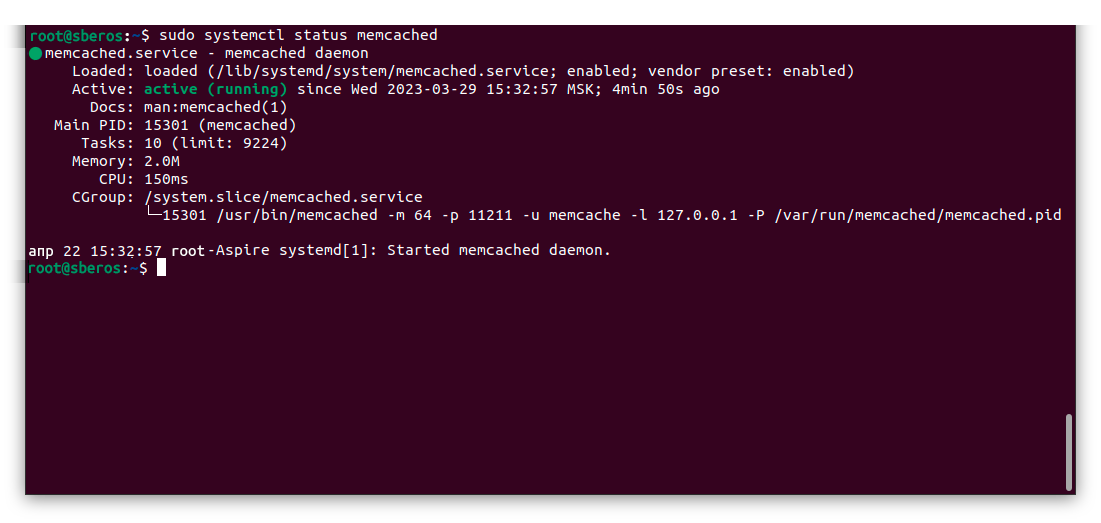 root@sberos:~$ sudo systemctl status memcached
●memcached.service - memcached daemon
Loaded: loaded (/lib/systemd/system/memcached.service; enabled; vendor preset: enabled)
Active: active (running) since Wed 2023-03-29 15:32:57 MSK; 4min 50s ago
Docs: man:memcached(1)
Main PID: 15301 (memcached)
Tasks: 10 (limit: 9224)
Memory: 2.0M
CPU: 150ms
CGroup: /system.slice/memcached.service
└─15301 /usr/bin/memcached -m 64 -p 11211 -u memcache -l 127.0.0.1 -P /var/run/memcached/memcached.pid
апр 22 15:32:57 root-Aspire systemd[1]: Started memcached daemon.
root@sberos:~$